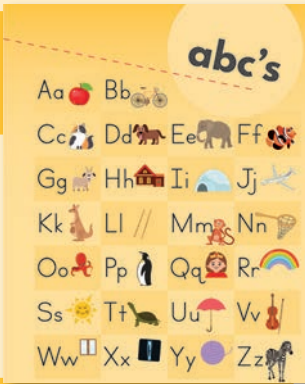 abc's
Aa Bb
Cc Dd Ee Ff
Gg Hh Ii Jj
Kk Ll Mm Nn
Oo Pp Qq Rr
Ss Tt Uu Vv
Ww Xx Yy Zz